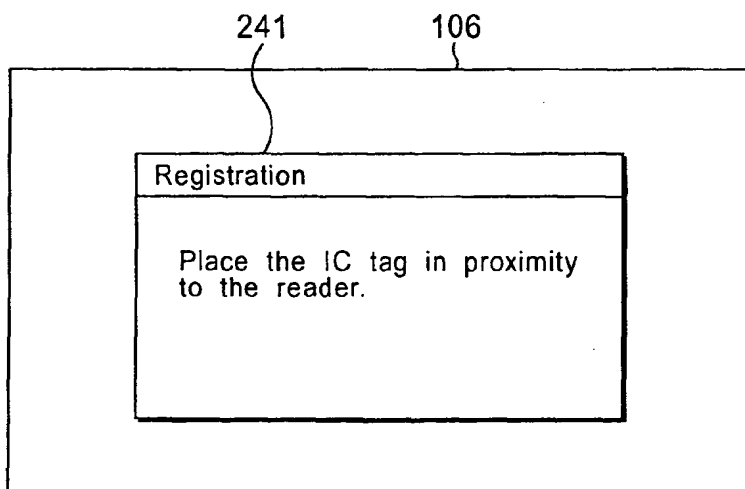 241 106
Registration
Place the IC tag in proximity
to the reader.